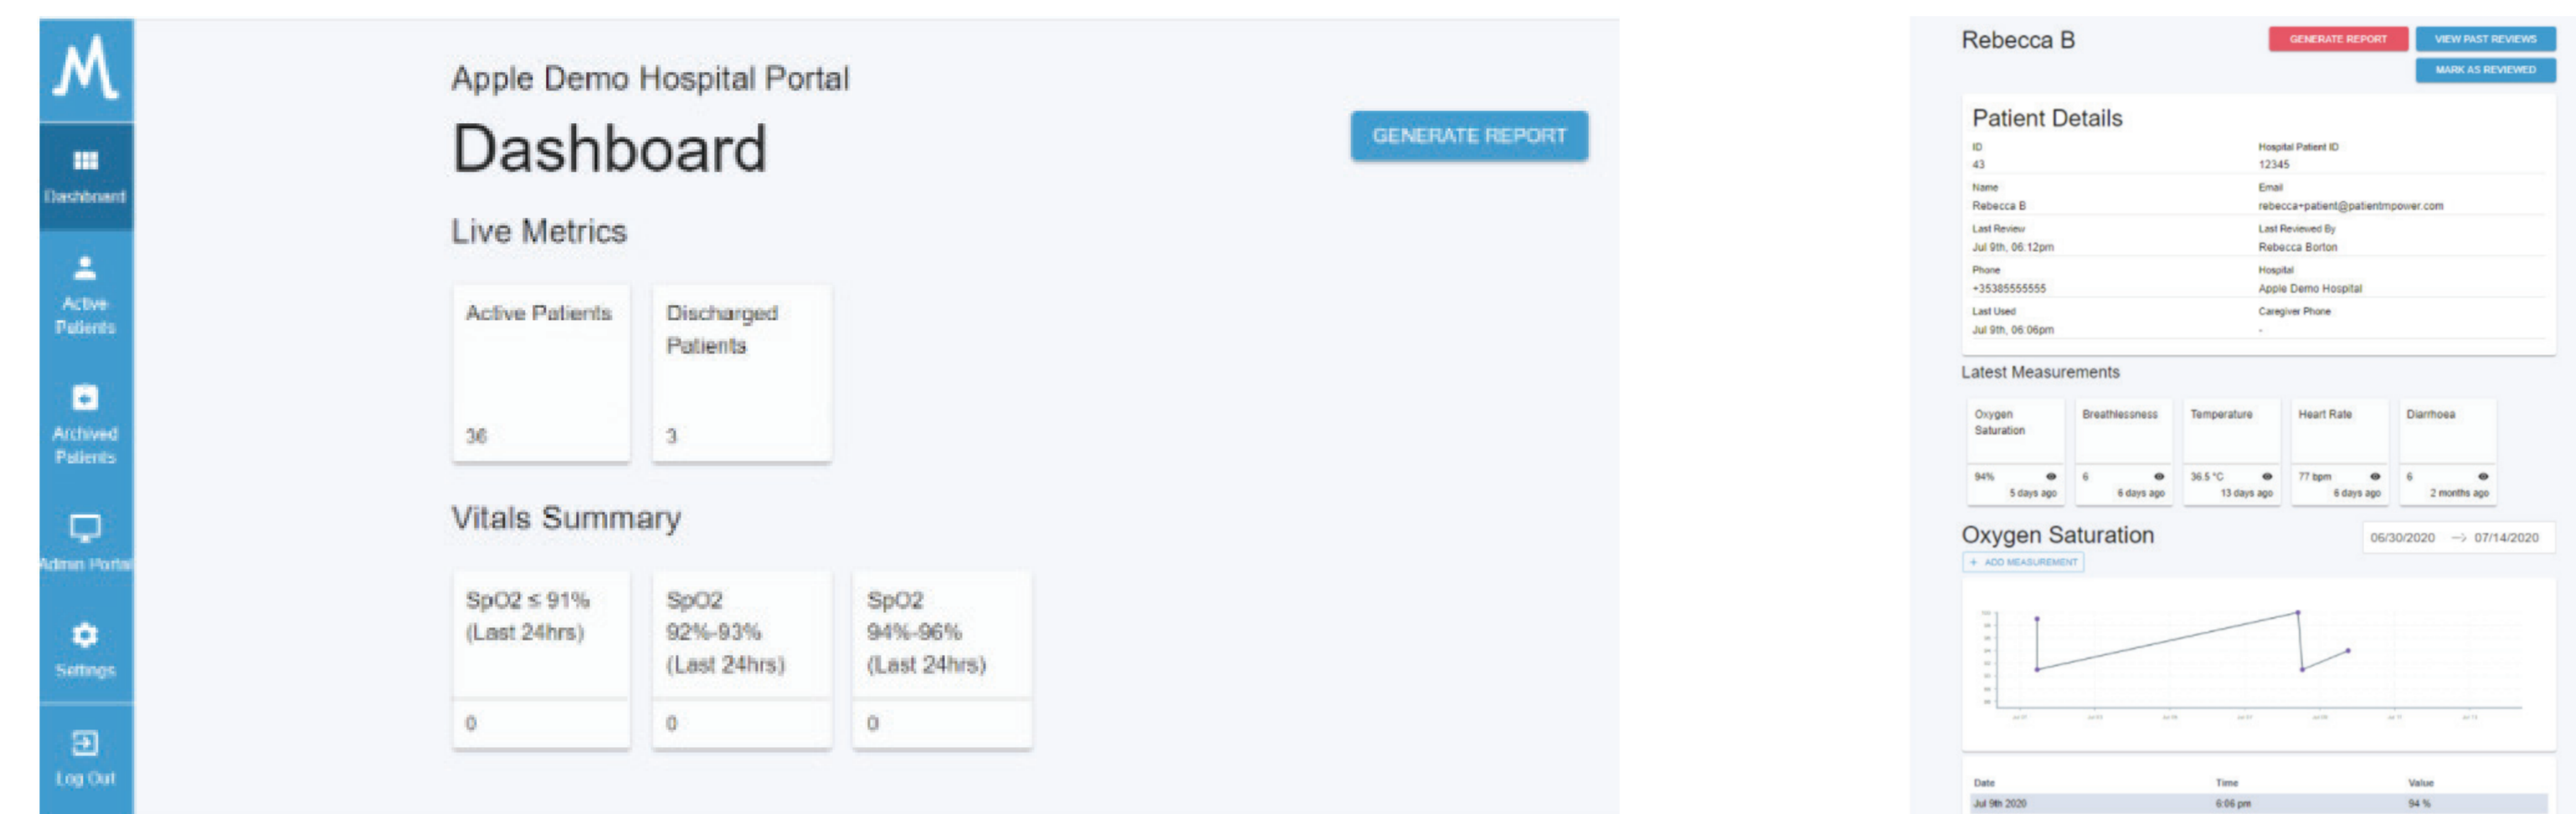 M
Dashboard
Active
Patients
Archived
Patients
Admin Portal
Settings
Log Out
Apple Demo Hospital Portal
Dashboard
GENERATE REPORT
Live Metrics
Active Patients
36
Discharged
Patients
3
Vitals Summary
SpO2 ≤ 91%
(Last 24hrs)
0
SpO2
92%-93%
(Last 24hrs)
0
SpO2
94%-96%
(Last 24hrs)
0
Rebecca B
GENERATE REPORT
VIEW PAST REVIEWS
MARK AS REVIEWED
Patient Details
ID
43
Hospital Patient ID
12345
Name
Rebecca B
Email
rebecca+patient@patientmpower.com
Last Review
Jul 9th, 06:12pm
Last Reviewed By
Rebecca Borton
Phone
+35385555555
Hospital
Apple Demo Hospital
Last Used
Jul 9th, 06:06pm
Caregiver Phone
-
Latest Measurements
Oxygen
Saturation
94%
5 days ago
Breathlessness
6
6 days ago
Temperature
36.5 °C
13 days ago
Heart Rate
77 bpm
6 days ago
Diarrhoea
6
2 months ago
Oxygen Saturation
06/30/2020 → 07/14/2020
+ ADD MEASUREMENT
Date Time Value
Jul 9th 2020 6:06 pm 94 %